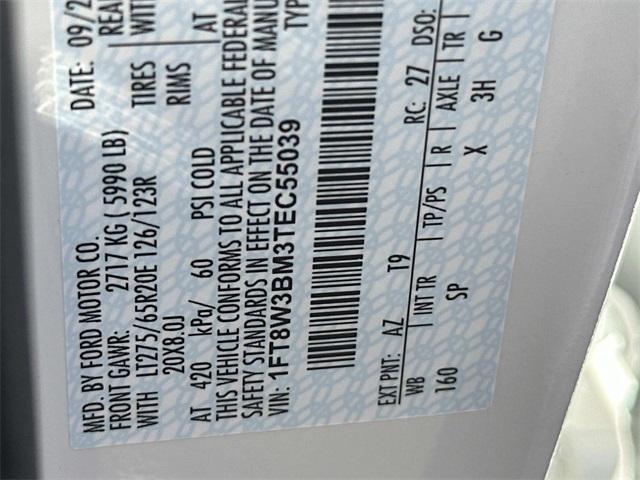 MFD. BY FORD MOTOR CO. DATE: 09/2
FRONT GAWR: 2717 KG ( 5990 LB) REA
WITH LT275/65R20E 126/123R TIRES WIT
20X8.0J RIMS
AT 420 kPa/ 60 PSI COLD AT
THIS VEHICLE CONFORMS TO ALL APPLICABLE FEDERAL
SAFETY STANDARDS IN EFFECT ON THE DATE OF MANU
VIN: 1FT8W3BM3TEC55039 TYP
EXT PNT: AZ T9 RC: 27 DSO:
WB INT TR TP/PS R AXLE TR
160 SP X 3H G